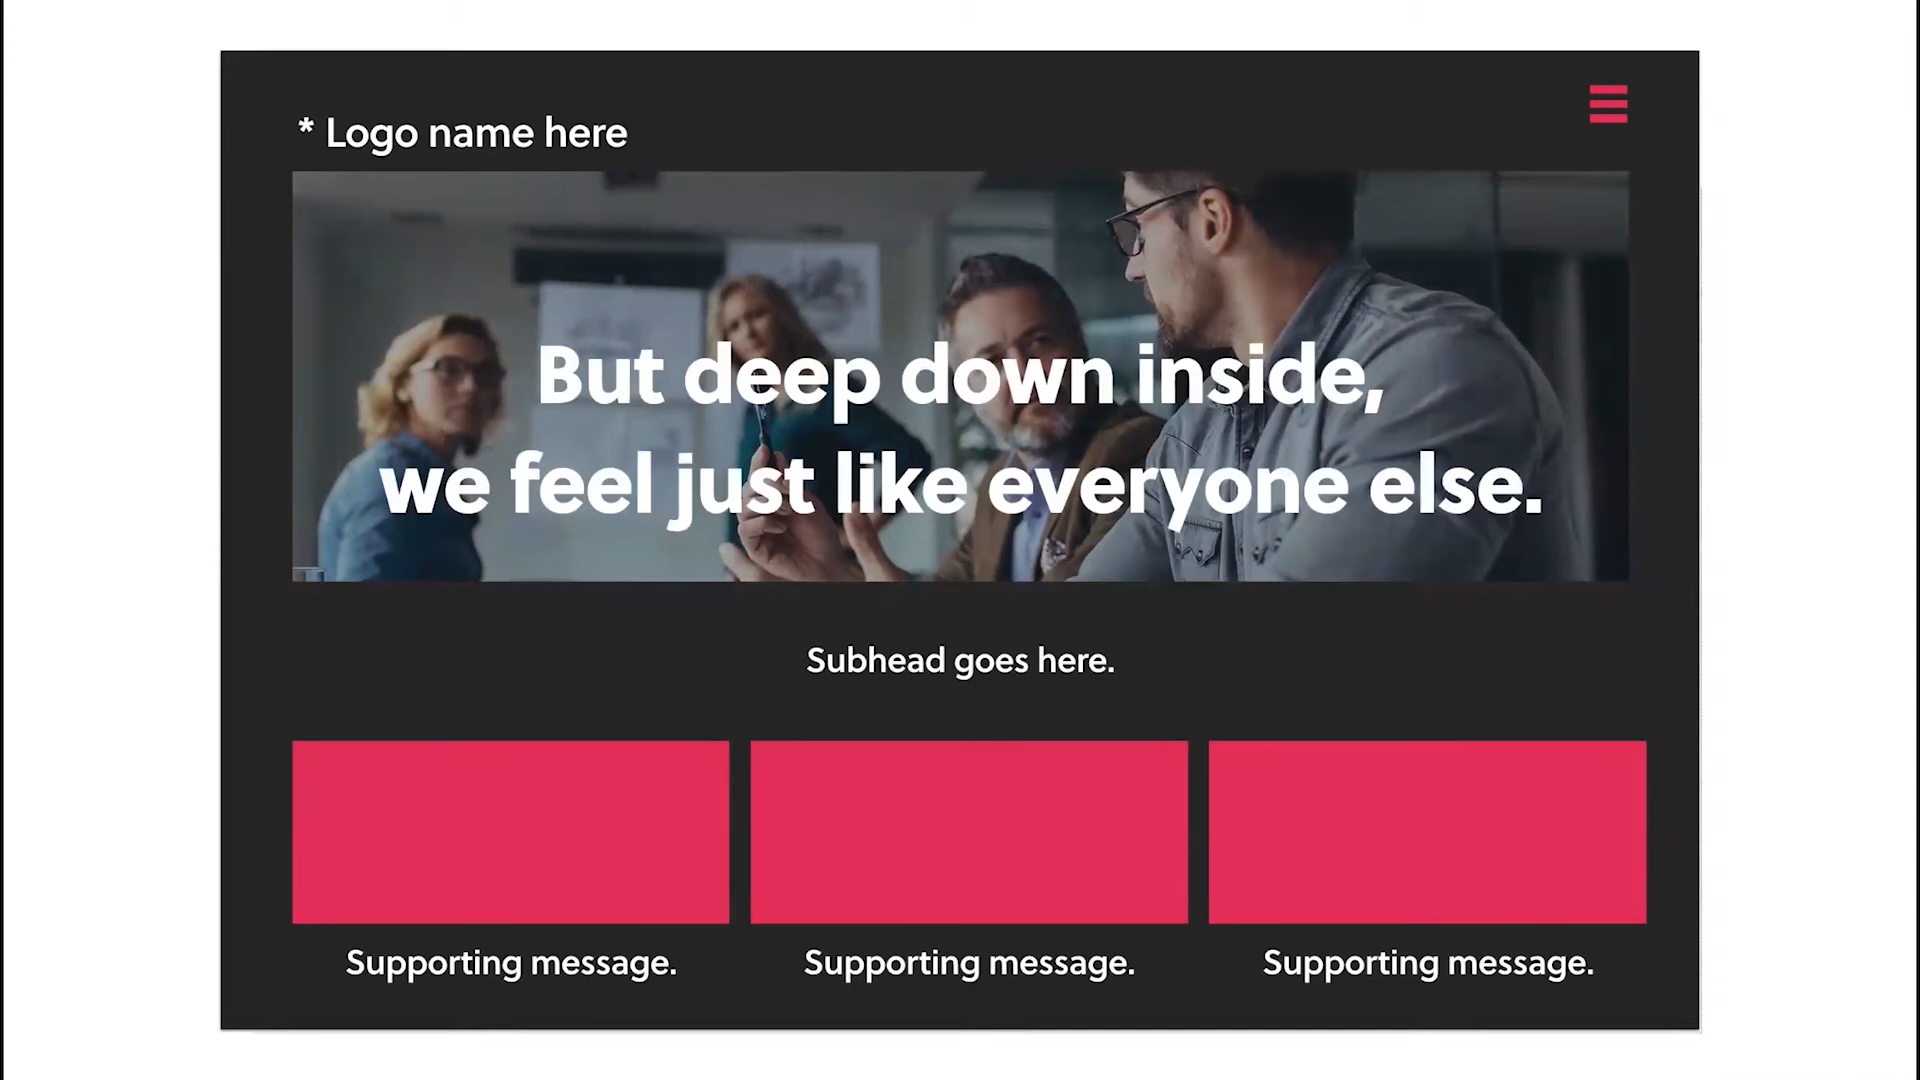 * Logo name here
But deep down inside,
we feel just like everyone else.
Subhead goes here.
Supporting message.
Supporting message.
Supporting message.